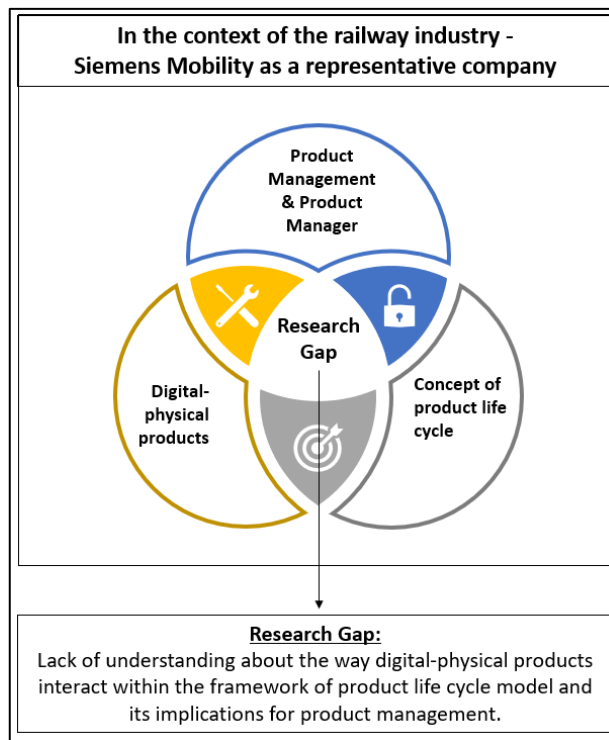 In the context of the railway industry -
Siemens Mobility as a representative company
Product
Management
& Product
Manager
Research
Gap
Digital-
physical
products
Concept of
product life
cycle
Research Gap:
Lack of understanding about the way digital-physical products
interact within the framework of product life cycle model and
its implications for product management.